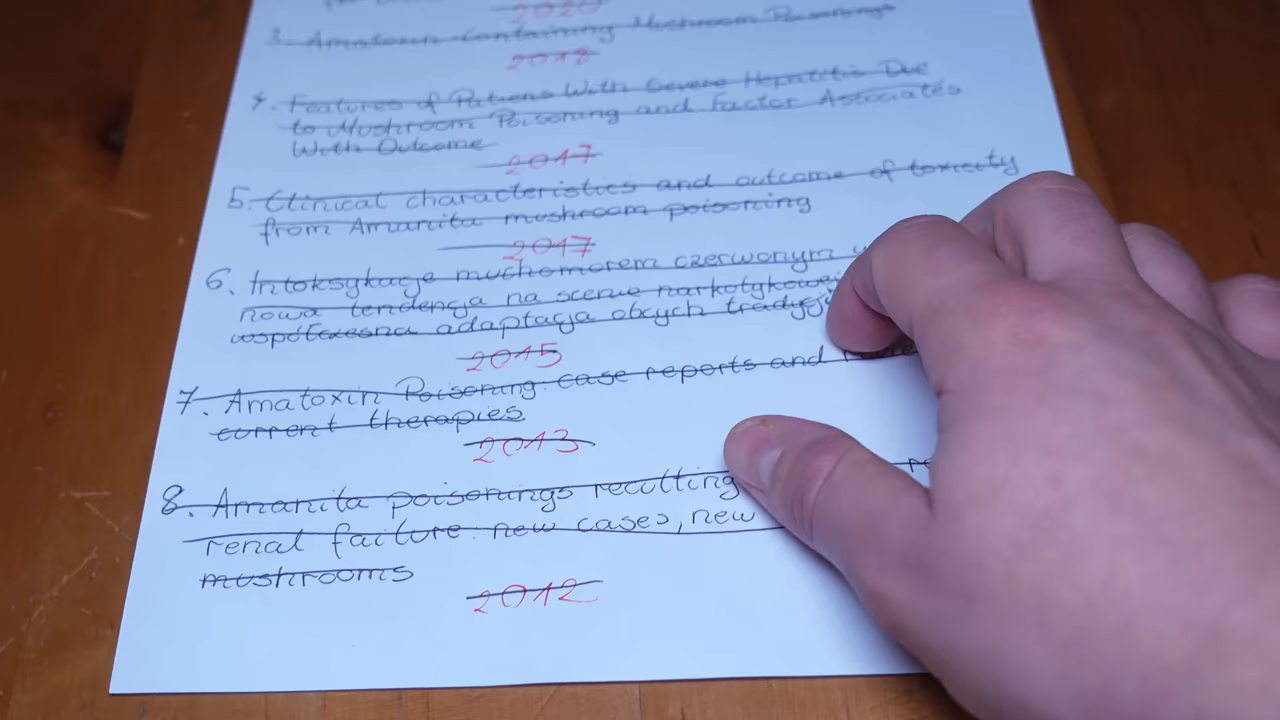 2020
3. Amatoxin-Containing Mushroom Poisonings
2018
4. Features of Patiens With Severe Hepatitis Due
to Mushroom Poisoning and Factor Associates
With Outcome
2017
5. Clinical characteristics and outcome of toxicity
from Amanita mushroom poisoning
2017
6. Intoksykacje muchomorem czerwonym
nowa tendencja na scenie narkotykowej
współczesna adaptacja obcych tradycji
2015
7. Amatoxin Poisoning: case reports and
current therapies
2013
8. Amanita poisonings resulting
renal failure: new cases, new
mushrooms
2012